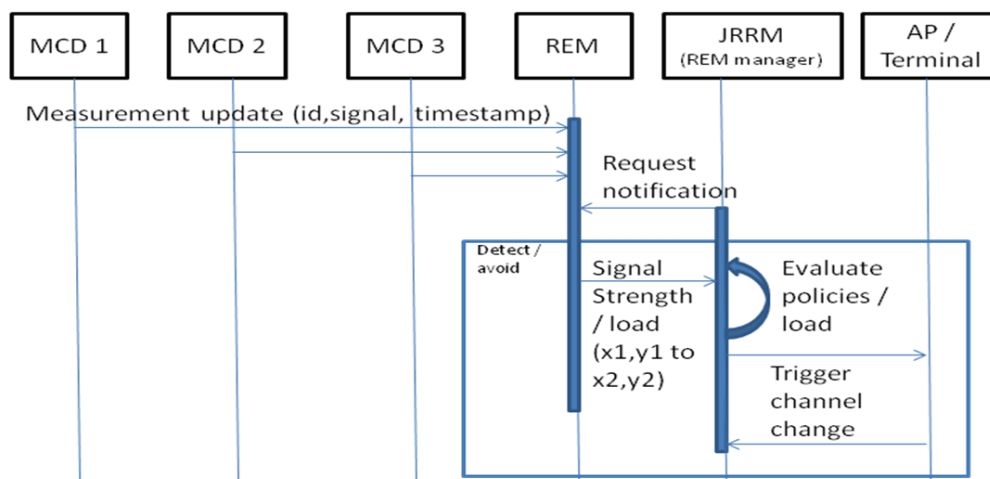 MCD 1
MCD 2
MCD 3
REM
JRRM
(REM manager)
AP /
Terminal
Measurement update (id,signal, timestamp)
Request
notification
Detect /
avoid
Signal
Strength
/ load
(x1,y1 to
x2,y2)
Evaluate
policies /
load
Trigger
channel
change